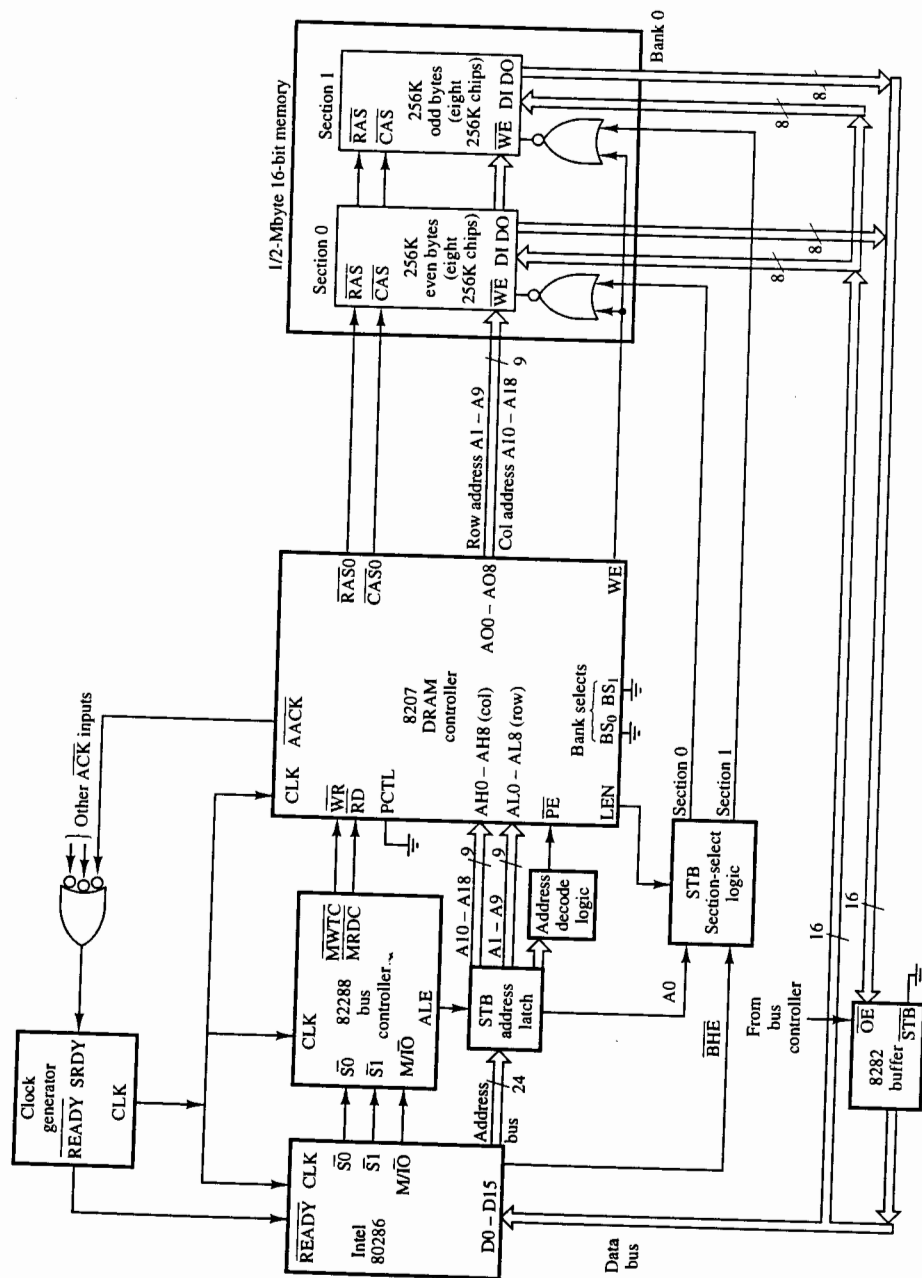 Clock
generator
READY SRDY
CLK
Other ACK inputs
READY CLK
Intel
80286
S0
S1
M/IO
D0 – D15
Address
bus
24
Data
bus
CLK
S0
S1
M/IO
82288
bus
controller
MWTC
MRDC
ALE
STB
address
latch
A10 – A18
9
A1 – A9
9
Address
decode
logic
A0
BHE
CLK
AACK
WR
RD
PCTL
8207
DRAM
controller
AH0 – AH8 (col)
AL0 – AL8 (row)
PE
LEN
Bank selects
BS0 BS1
RAS0
CAS0
AO0 – AO8
WE
Row address A1 – A9
Col address A10 – A18
9
STB
Section-select
logic
Section 0
Section 1
1/2-Mbyte 16-bit memory
Section 0
RAS
CAS
256K
even bytes
(eight
256K chips)
WE DI DO
Section 1
RAS
CAS
256K
odd bytes
(eight
256K chips)
WE DI DO
Bank 0
8
8
8
8
16
16
From
bus
controller
OE
8282
buffer
STB